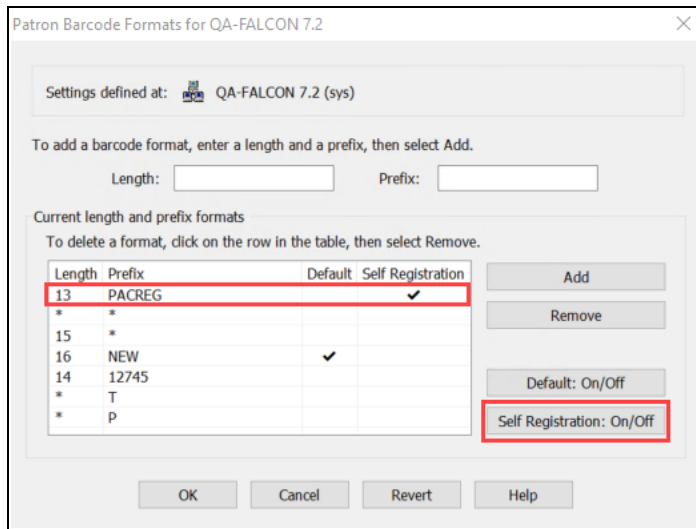 Patron Barcode Formats for QA-FALCON 7.2
Settings defined at: QA-FALCON 7.2 (sys)
To add a barcode format, enter a length and a prefix, then select Add.
Length: Prefix:
Current length and prefix formats
To delete a format, click on the row in the table, then select Remove.
Length Prefix Default Self Registration
13 PACREG ✔
* *
15 *
16 NEW ✔
14 12745
* T
* P
Add
Remove
Default: On/Off
Self Registration: On/Off
OK Cancel Revert Help